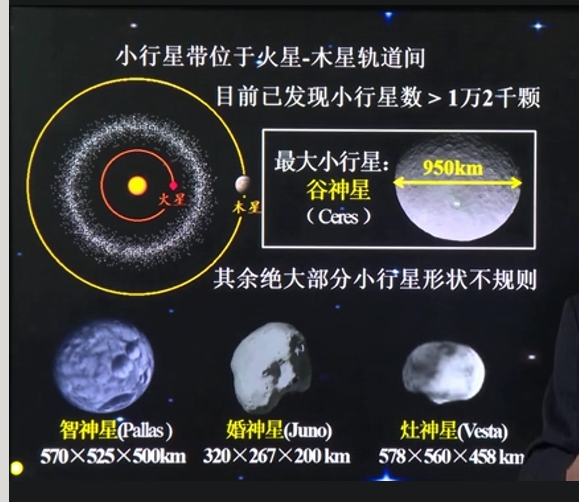 小行星带位于火星-木星轨道间
目前已发现小行星数 > 1万2千颗
最大小行星：
谷神星
（Ceres）
950km
火星
木星
其余绝大部分小行星形状不规则
智神星(Pallas）
570×525×500km
婚神星(Juno)
320×267×200 km
灶神星(Vesta)
578×560×458 km